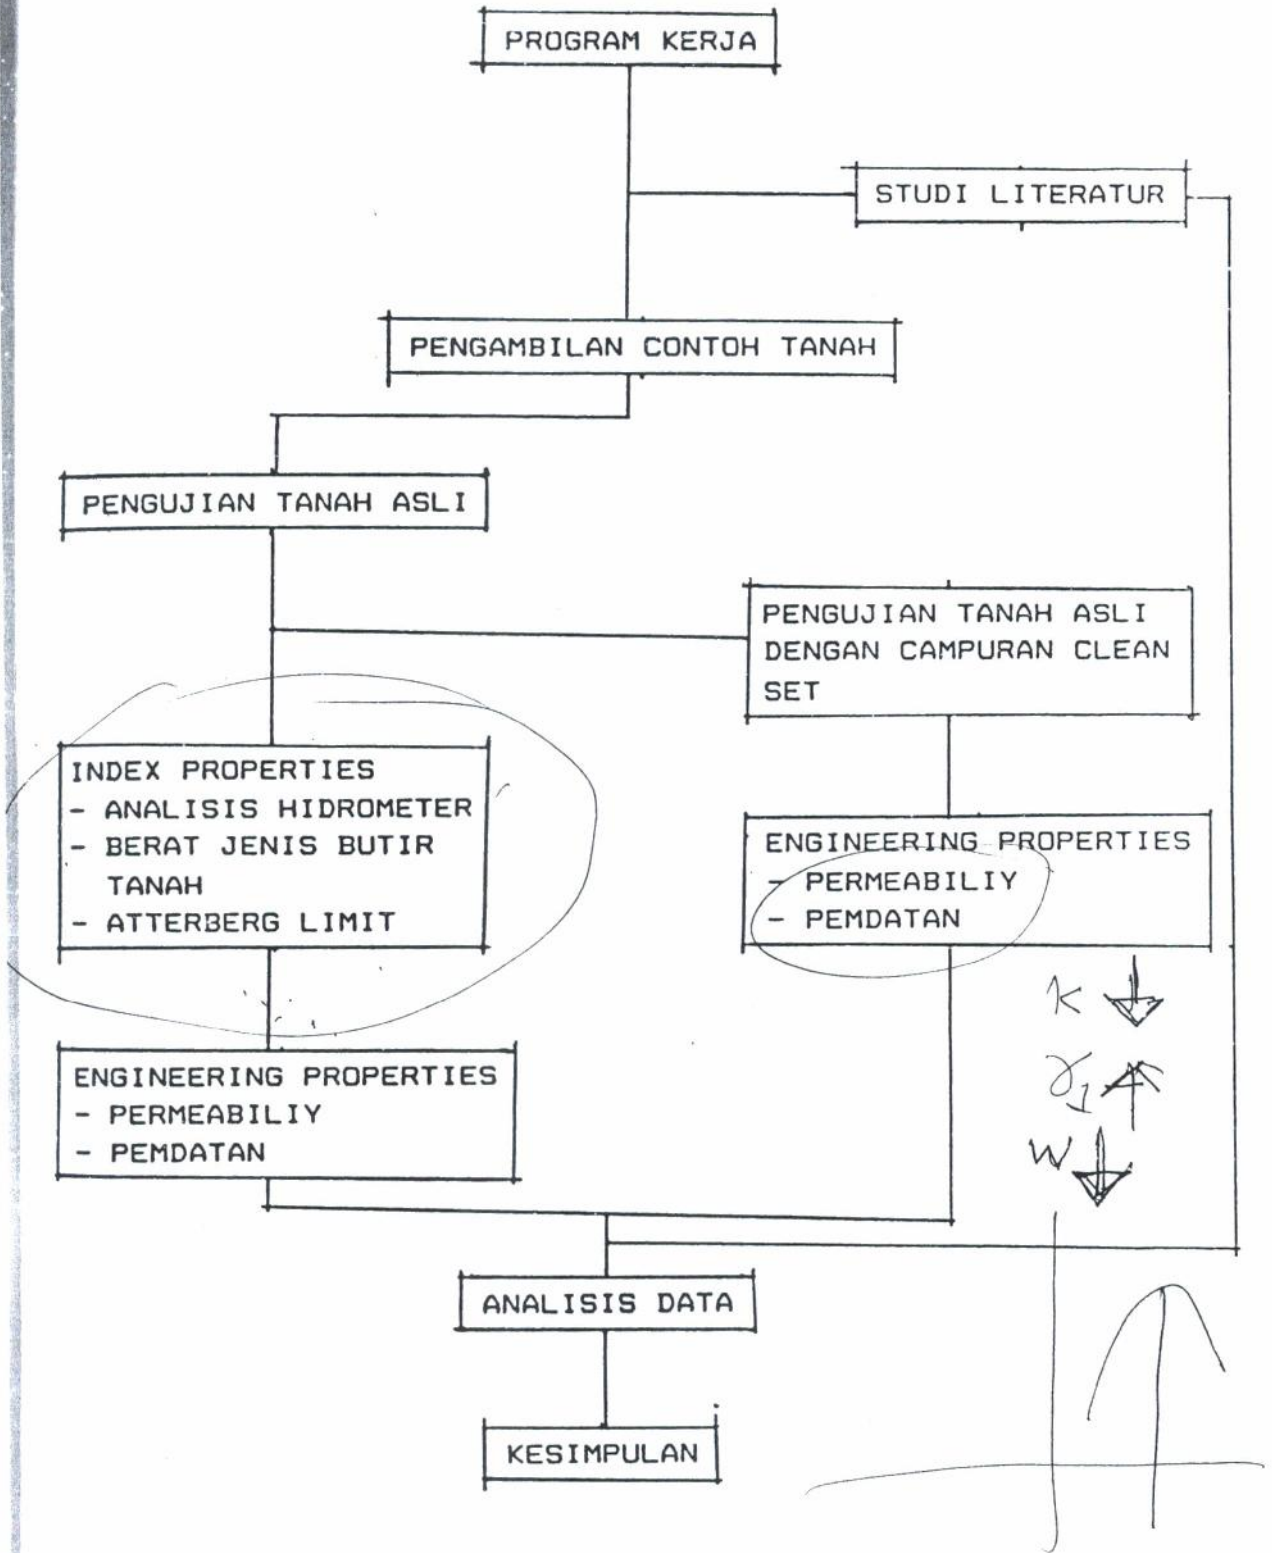 PROGRAM KERJA
STUDI LITERATUR
PENGAMBILAN CONTOH TANAH
PENGUJIAN TANAH ASLI
PENGUJIAN TANAH ASLI
DENGAN CAMPURAN CLEAN
SET
INDEX PROPERTIES
- ANALISIS HIDROMETER
- BERAT JENIS BUTIR
TANAH
- ATTERBERG LIMIT
ENGINEERING PROPERTIES
- PERMEABILIY
- PEMDATAN
K
W
ENGINEERING PROPERTIES
- PERMEABILIY
- PEMDATAN
ANALISIS DATA
KESIMPULAN